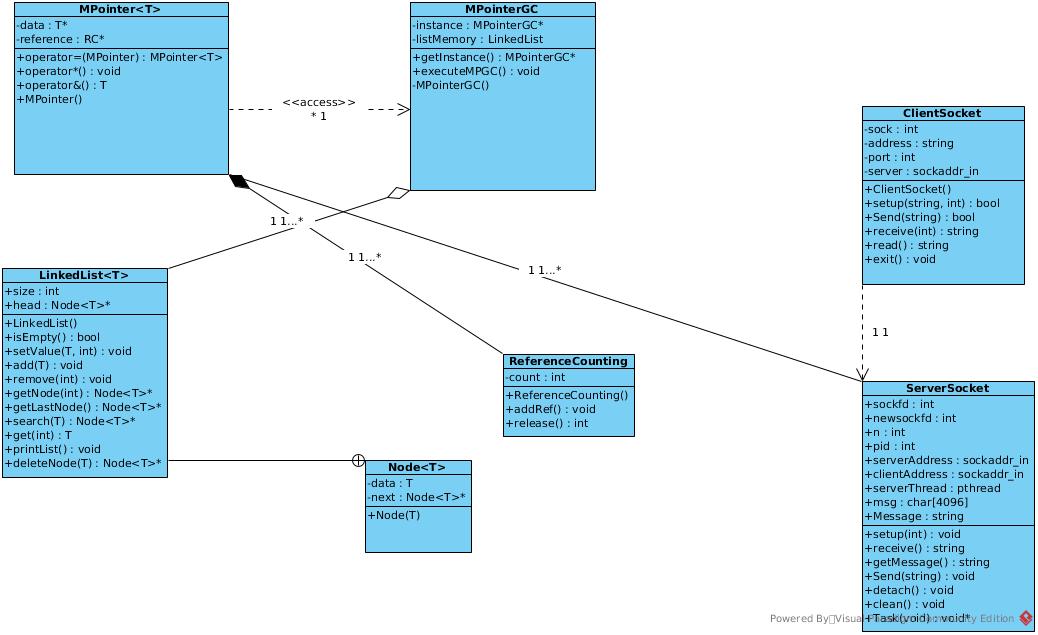 MPointer<T>
-data : T*
-reference : RC*
+operator=(MPointer) : MPointer<T>
+operator*() : void
+operator&() : T
+MPointer()
MPointerGC
-instance : MPointerGC*
-listMemory : LinkedList
+getInstance() : MPointerGC*
+executeMPGC() : void
-MPointerGC()
<<access>>
* 1
ClientSocket
-sock : int
-address : string
-port : int
-server : sockaddr_in
+ClientSocket()
+setup(string, int) : bool
+Send(string) : bool
+receive(int) : string
+read() : string
+exit() : void
1 1...*
1 1...*
1 1...*
1 1
LinkedList<T>
+size : int
+head : Node<T>*
+LinkedList()
+isEmpty() : bool
+setValue(T, int) : void
+add(T) : void
+remove(int) : void
+getNode(int) : Node<T>*
+getLastNode() : Node<T>*
+search(T) : Node<T>*
+get(int) : T
+printList() : void
+deleteNode(T) : Node<T>*
ReferenceCounting
-count : int
+ReferenceCounting()
+addRef() : void
+release() : int
Node<T>
-data : T
-next : Node<T>*
+Node(T)
ServerSocket
+sockfd : int
+newsockfd : int
+n : int
+pid : int
+serverAddress : sockaddr_in
+clientAddress : sockaddr_in
+serverThread : pthread
+msg : char[4096]
+Message : string
+setup(int) : void
+receive() : string
+getMessage() : string
+Send(string) : void
+detach() : void
+clean() : void
+Task(void) : void*
Powered By Visual Paradigm Community Edition